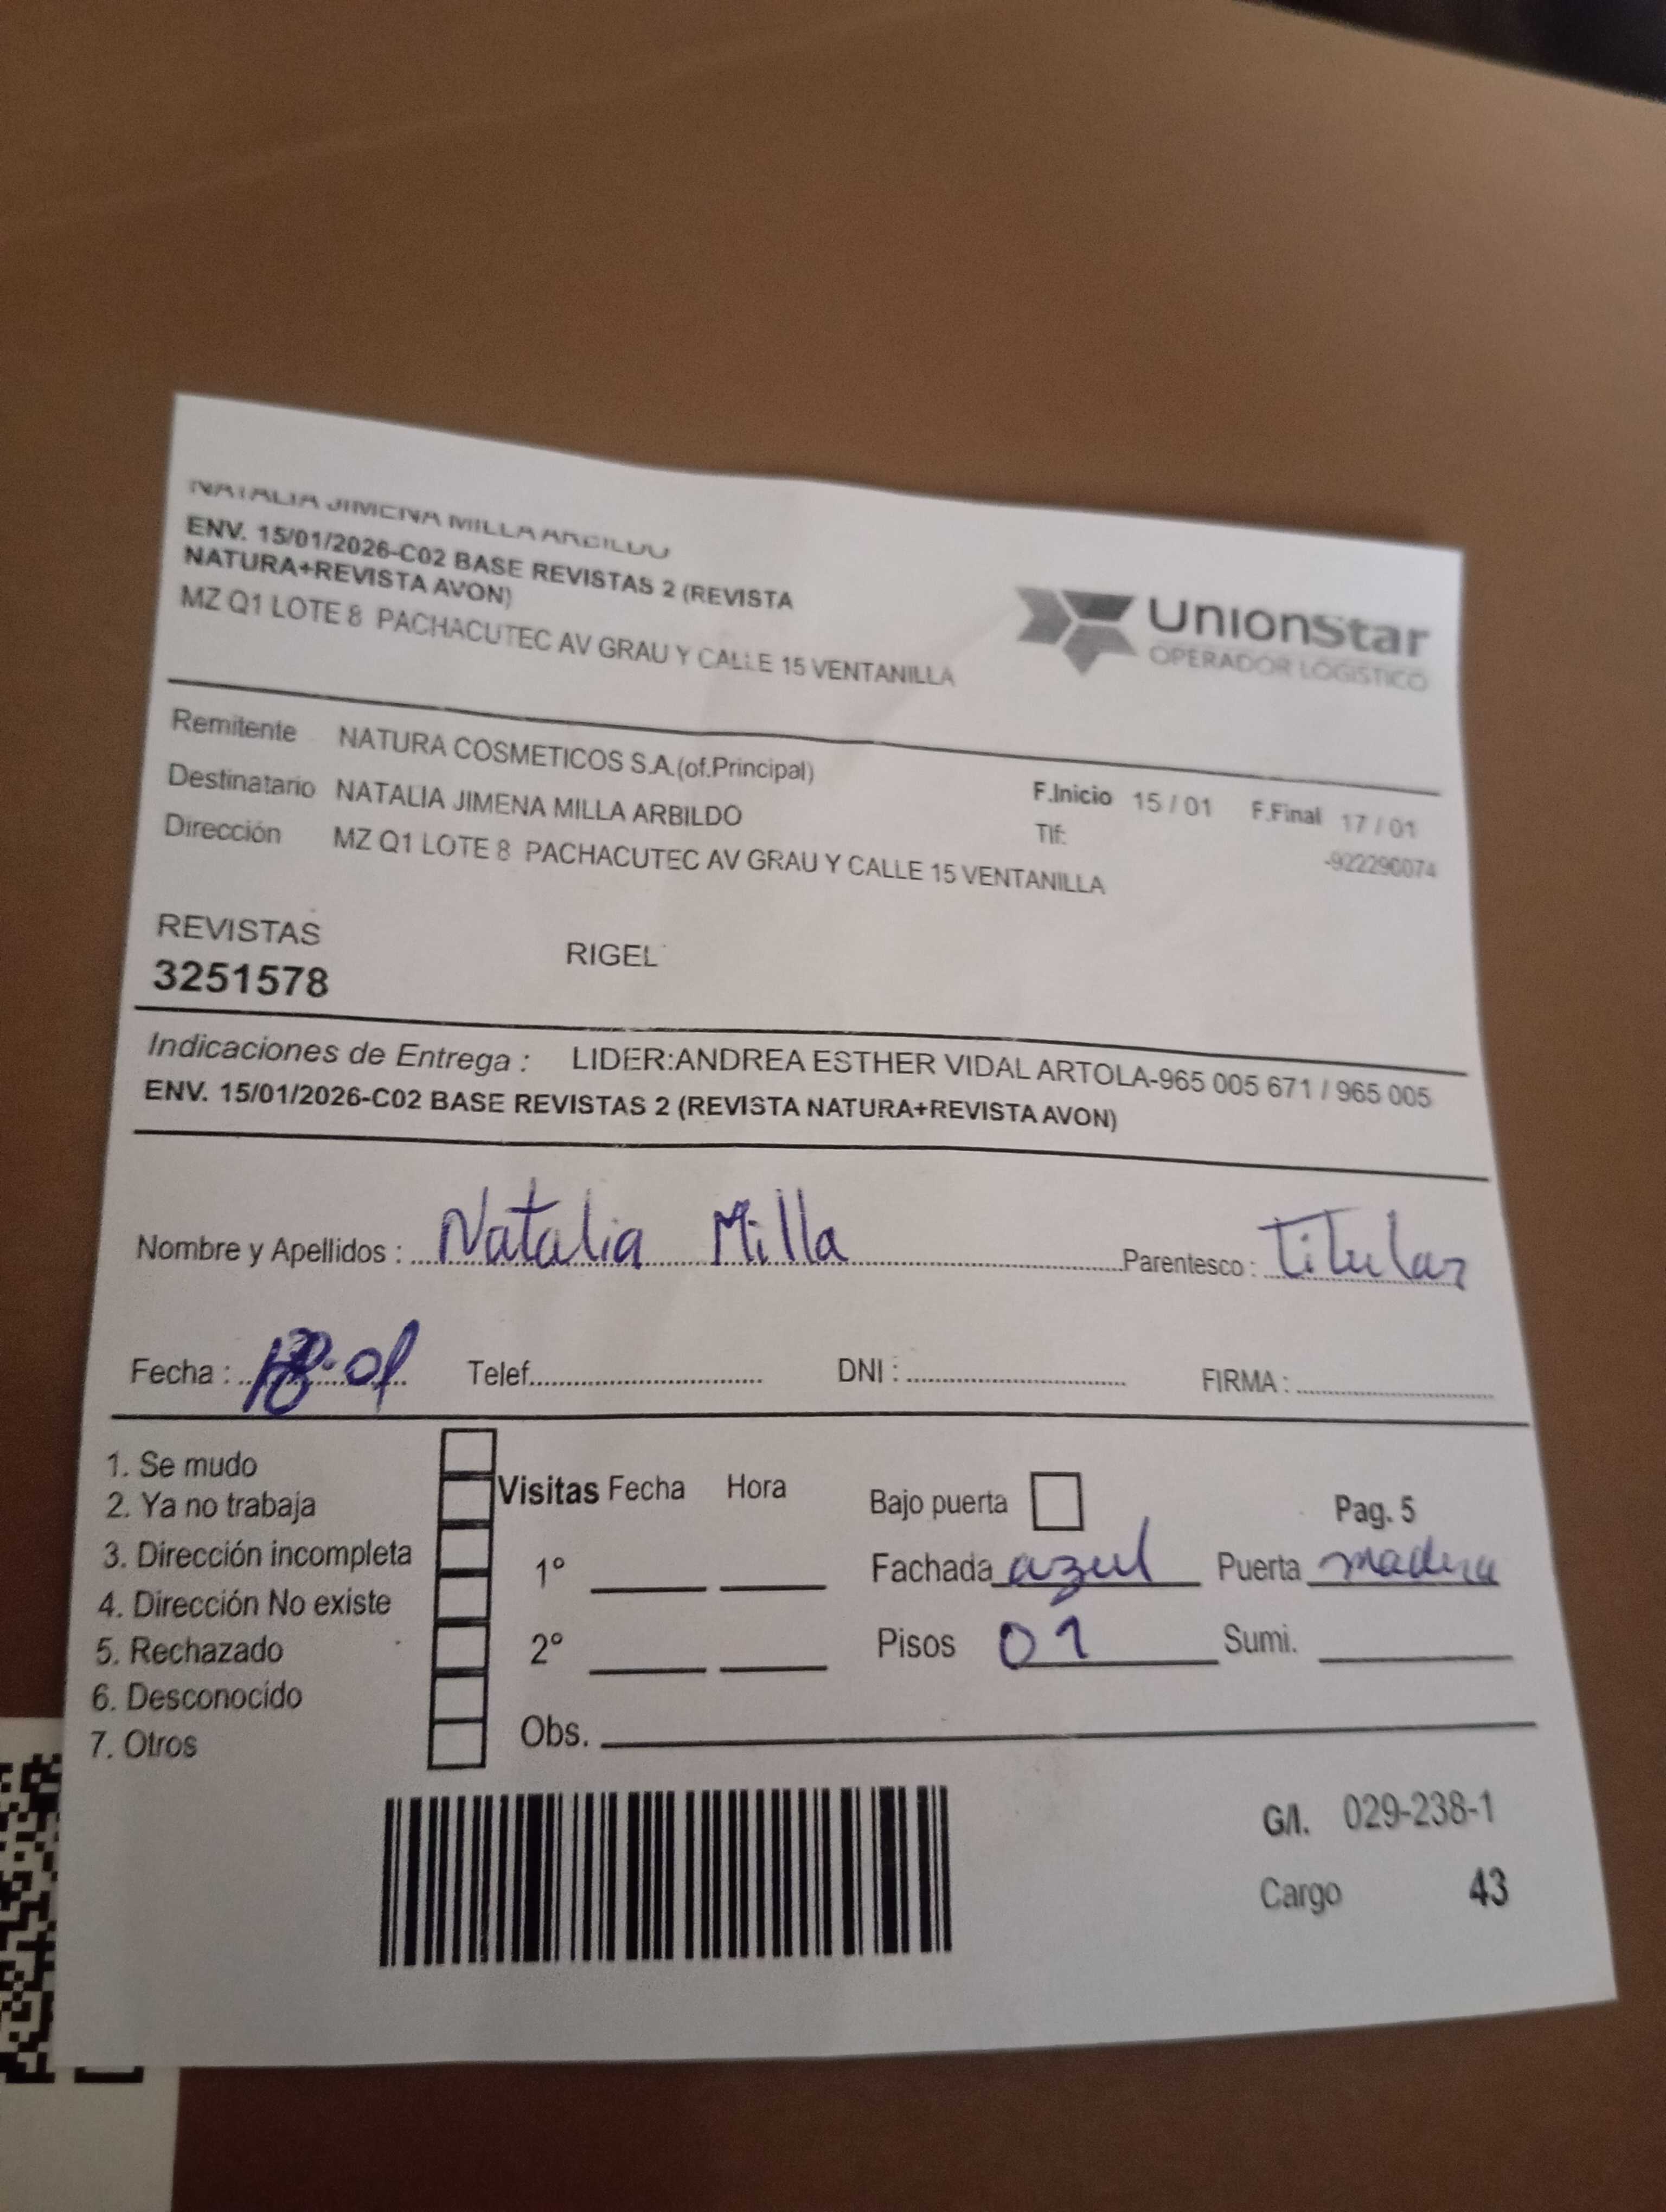 NATALIA JIMENA MILLA ARBILDO
ENV. 15/01/2026-C02 BASE REVISTAS 2 (REVISTA
NATURA+REVISTA AVON)
MZ Q1 LOTE 8 PACHACUTEC AV GRAU Y CALLE 15 VENTANILLA
UnionStar
OPERADOR LOGISTICO
Remitente NATURA COSMETICOS S.A.(of.Principal)
Destinatario NATALIA JIMENA MILLA ARBILDO
F.Inicio 15 / 01 F.Final 17 / 01
Dirección MZ Q1 LOTE 8 PACHACUTEC AV GRAU Y CALLE 15 VENTANILLA
Tlf:
-922290074
REVISTAS
RIGEL
3251578
Indicaciones de Entrega : LIDER:ANDREA ESTHER VIDAL ARTOLA-965 005 671 / 965 005
ENV. 15/01/2026-C02 BASE REVISTAS 2 (REVISTA NATURA+REVISTA AVON)
Nombre y Apellidos : Natalia Milla Parentesco : Titular
Fecha : Telef. DNI : FIRMA :
1. Se mudo
2. Ya no trabaja
3. Dirección incompleta
4. Dirección No existe
5. Rechazado
6. Desconocido
7. Otros
Visitas Fecha Hora
1°
2°
Bajo puerta Pag. 5
Fachada azul Puerta madera
Pisos 01 Sumi.
Obs.
G/I. 029-238-1
Cargo 43